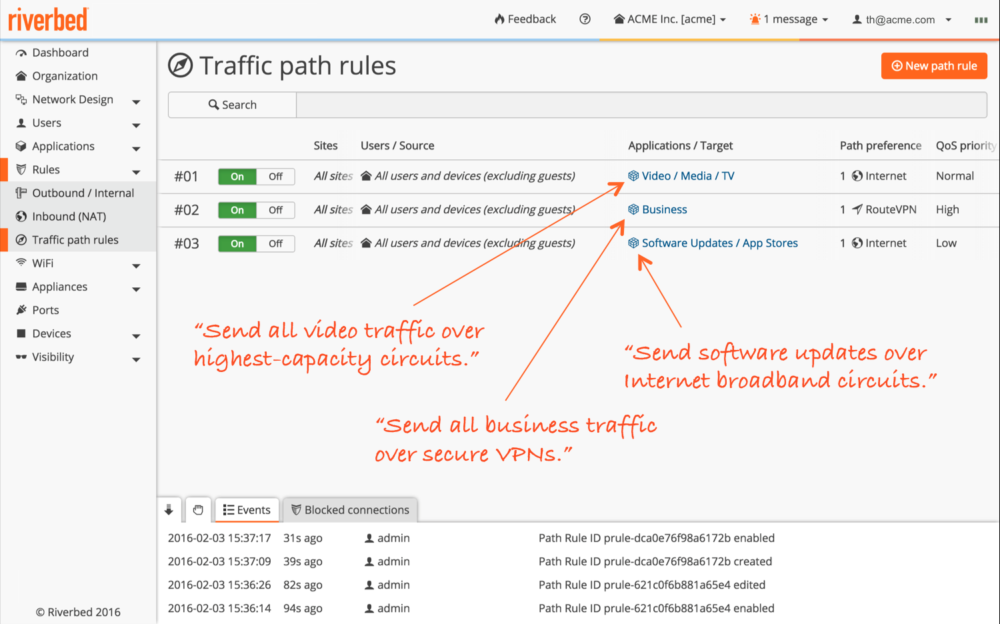 riverbed
Feedback
ACME Inc. [acme]
1 message
th@acme.com
Dashboard
Organization
Network Design
Users
Applications
Rules
Outbound / Internal
Inbound (NAT)
Traffic path rules
WiFi
Appliances
Ports
Devices
Visibility
© Riverbed 2016
Traffic path rules
New path rule
Search
Sites Users / Source Applications / Target Path preference QoS priority
#01 On Off All sites All users and devices (excluding guests) Video / Media / TV 1 Internet Normal
#02 On Off All sites All users and devices (excluding guests) Business 1 RouteVPN High
#03 On Off All sites All users and devices (excluding guests) Software Updates / App Stores 1 Internet Low
“Send all video traffic over
highest-capacity circuits.”
“Send software updates over
Internet broadband circuits.”
“Send all business traffic
over secure VPNs.”
Events
Blocked connections
2016-02-03 15:37:17 31s ago admin Path Rule ID prule-dca0e76f98a6172b enabled
2016-02-03 15:37:09 39s ago admin Path Rule ID prule-dca0e76f98a6172b created
2016-02-03 15:36:26 82s ago admin Path Rule ID prule-621c0f6b881a65e4 edited
2016-02-03 15:36:14 94s ago admin Path Rule ID prule-621c0f6b881a65e4 enabled